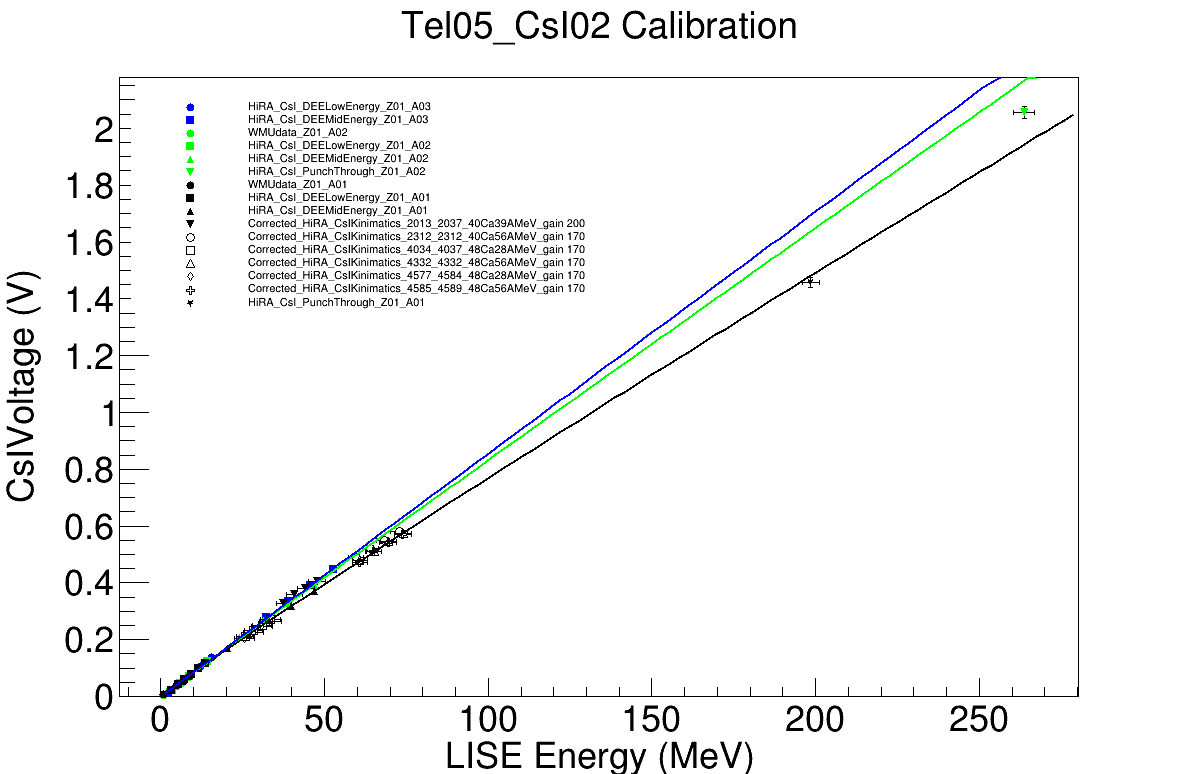 Tel05_CsI02 Calibration
HiRA_CsI_DEELowEnergy_Z01_A03
HiRA_CsI_DEEMidEnergy_Z01_A03
WMUdata_Z01_A02
HiRA_CsI_DEELowEnergy_Z01_A02
HiRA_CsI_DEEMidEnergy_Z01_A02
HiRA_CsI_PunchThrough_Z01_A02
WMUdata_Z01_A01
HiRA_CsI_DEELowEnergy_Z01_A01
HiRA_CsI_DEEMidEnergy_Z01_A01
Corrected_HiRA_CsIKinimatics_2013_2037_40Ca39AMeV_gain 200
Corrected_HiRA_CsIKinimatics_2312_2312_40Ca56AMeV_gain 170
Corrected_HiRA_CsIKinimatics_4034_4037_48Ca28AMeV_gain 170
Corrected_HiRA_CsIKinimatics_4332_4332_48Ca56AMeV_gain 170
Corrected_HiRA_CsIKinimatics_4577_4584_48Ca28AMeV_gain 170
Corrected_HiRA_CsIKinimatics_4585_4589_48Ca56AMeV_gain 170
HiRA_CsI_PunchThrough_Z01_A01
CsIVoltage (V)
2
1.8
1.6
1.4
1.2
1
0.8
0.6
0.4
0.2
0
0 50 100 150 200 250
LISE Energy (MeV)